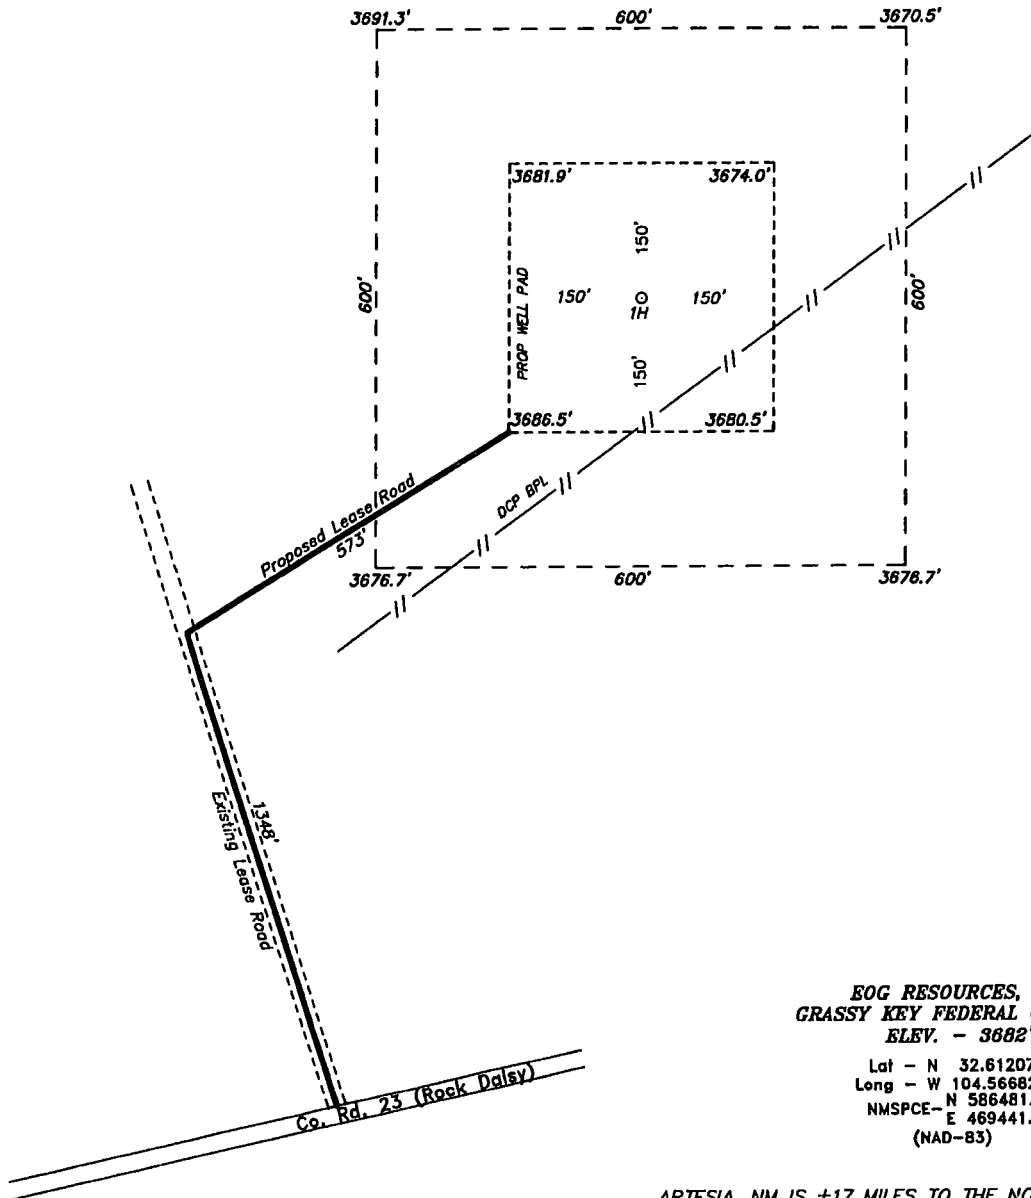 3691.3'
600'
3670.5'
3681.9'
3674.0'
150'
600'
PROP WELL PAD
150'
1H
150'
600'
150'
3686.5'
3680.5'
DCP BPL
Proposed Lease Road
573'
3676.7'
600'
3676.7'
1348'
Existing Lease Road
Co. Rd. 23 (Rock Daisy)
EOG RESOURCES,
GRASSY KEY FEDERAL
ELEV. - 3682'
Lat - N 32.61207
Long - W 104.56682
NMSPCE- N 586481.
E 469441.
(NAD-83)
ARTESIA, NM IS ±17 MILES TO THE NO